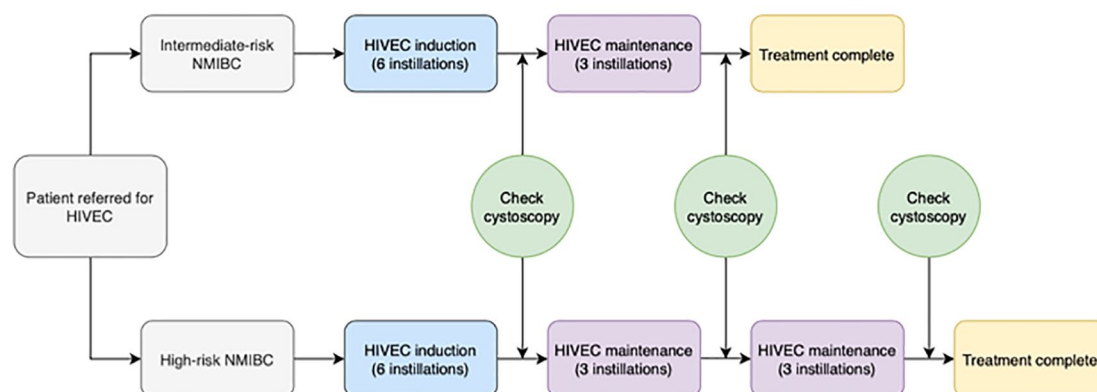 Intermediate-risk
NMIBC
HIVEC induction
(6 instillations)
HIVEC maintenance
(3 instillations)
Treatment complete
Patient referred for
HIVEC
Check
cystoscopy
Check
cystoscopy
Check
cystoscopy
High-risk NMIBC
HIVEC induction
(6 instillations)
HIVEC maintenance
(3 instillations)
HIVEC maintenance
(3 instillations)
Treatment complete